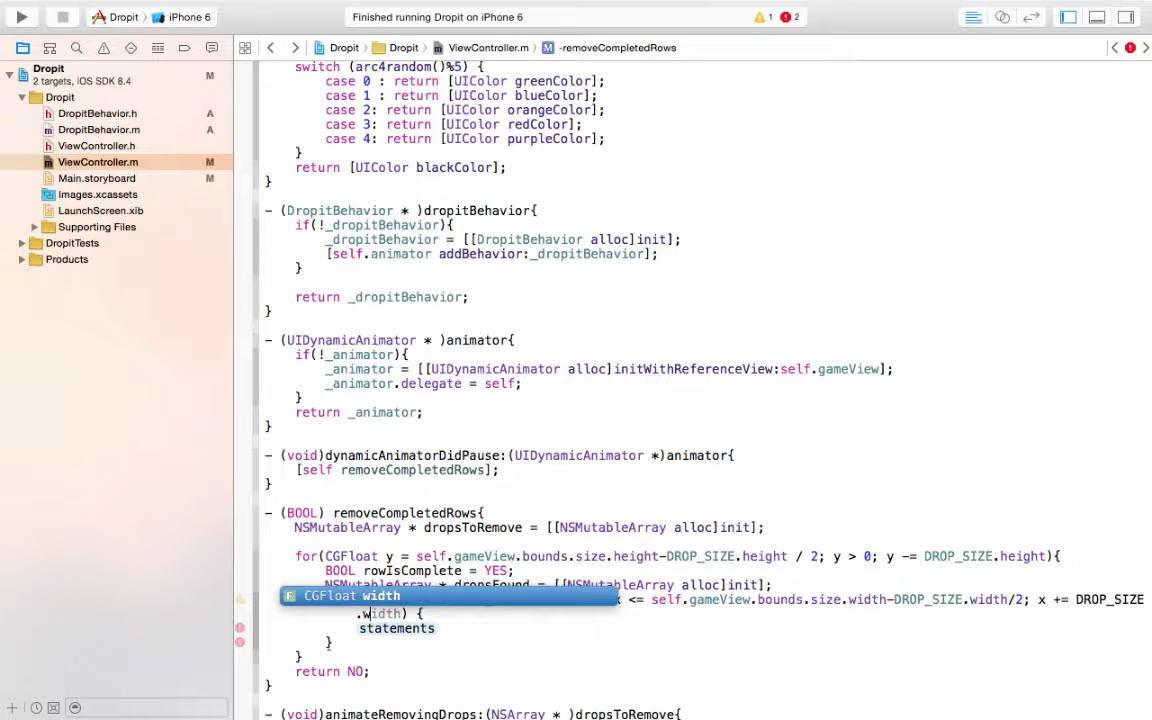 Dropit
iPhone 6
Finished running Dropit on iPhone 6
1
2
Dropit
Dropit
ViewController.m
-removeCompletedRows
Dropit
M
2 targets, iOS SDK 8.4
Dropit
DropitBehavior.h
A
DropitBehavior.m
A
ViewController.h
ViewController.m
M
Main.storyboard
M
Images.xcassets
LaunchScreen.xib
Supporting Files
DropitTests
Products
switch (arc4random()%5) {
case 0 : return [UIColor greenColor];
case 1 : return [UIColor blueColor];
case 2: return [UIColor orangeColor];
case 3: return [UIColor redColor];
case 4: return [UIColor purpleColor];
}
return [UIColor blackColor];
}
- (DropitBehavior * )dropitBehavior{
if(!_dropitBehavior){
_dropitBehavior = [[DropitBehavior alloc]init];
[self.animator addBehavior:_dropitBehavior];
}
return _dropitBehavior;
}
- (UIDynamicAnimator * )animator{
if(!_animator){
_animator = [[UIDynamicAnimator alloc]initWithReferenceView:self.gameView];
_animator.delegate = self;
}
return _animator;
}
- (void)dynamicAnimatorDidPause:(UIDynamicAnimator *)animator{
[self removeCompletedRows];
}
- (BOOL) removeCompletedRows{
NSMutableArray * dropsToRemove = [[NSMutableArray alloc]init];
for(CGFloat y = self.gameView.bounds.size.height-DROP_SIZE.height / 2; y > 0; y -= DROP_SIZE.height){
BOOL rowIsComplete = YES;
NSMutableArray * dropsFound = [[NSMutableArray alloc]init];
F CGFloat width
x <= self.gameView.bounds.size.width-DROP_SIZE.width/2; x += DROP_SIZE
.width) {
statements
}
}
return NO;
}
- (void)animateRemovingDrops:(NSArray * )dropsToRemove{